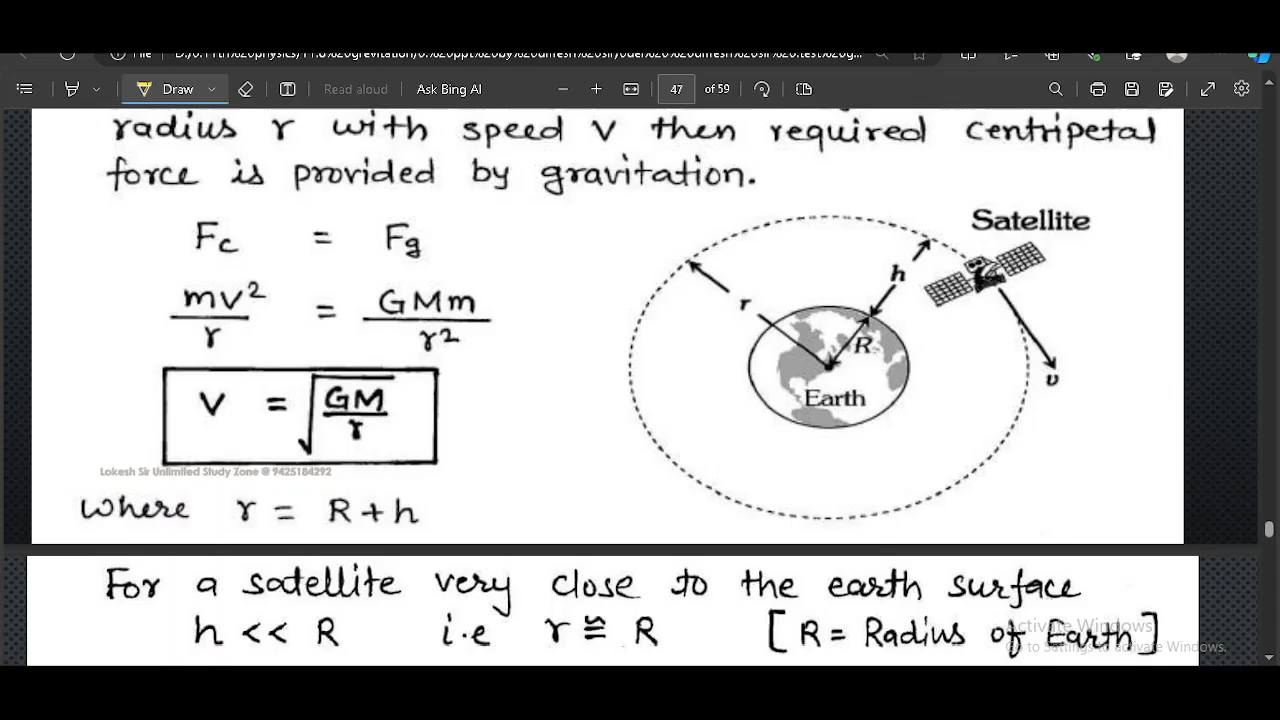 File
Draw
Read aloud
Ask Bing AI
47 of 59
radius r with speed v then required centripetal
force is provided by gravitation.
Fc = Fg
mv²/r = GMm/r²
V = √GM/r
Lokesh Sir Unlimited Study Zone @ 9425184292
where r = R+h
Satellite
h
r
R
Earth
v
For a satellite very close to the earth surface
h << R i.e r ≅ R [R = Radius of Earth]
Activate Windows
Go to Settings to activate Windows.